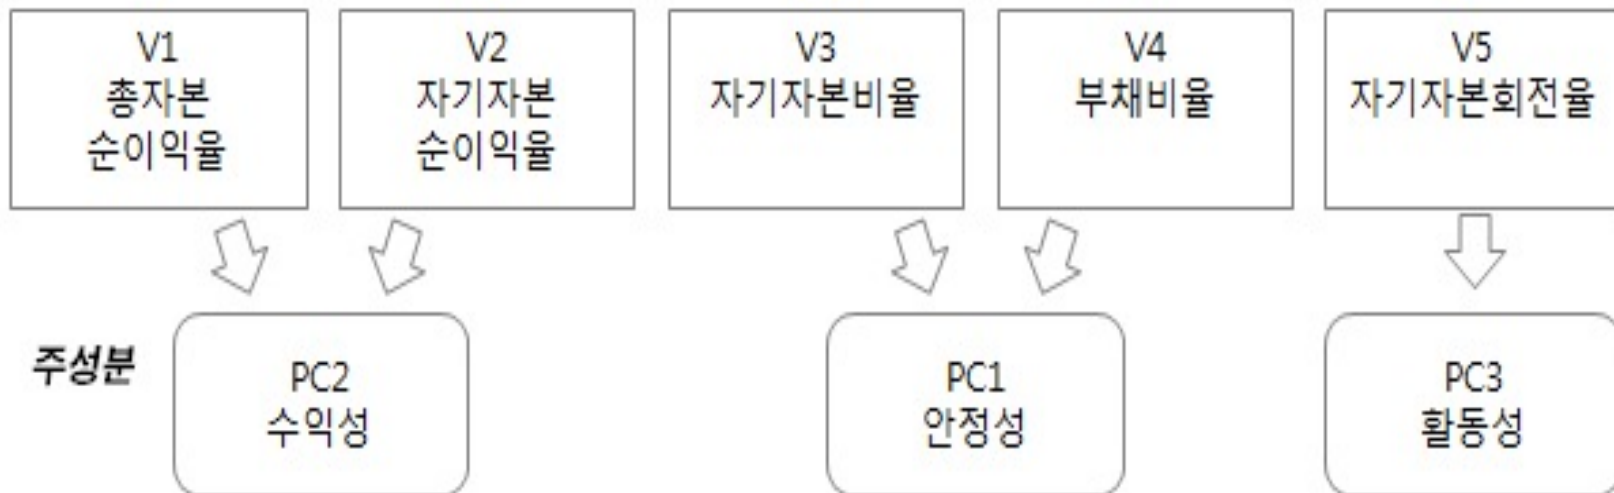 V1
총자본
순이익율
V2
자기자본
순이익율
V3
자기자본비율
V4
부채비율
V5
자기자본회전율
주성분
PC2
수익성
PC1
안정성
PC3
활동성